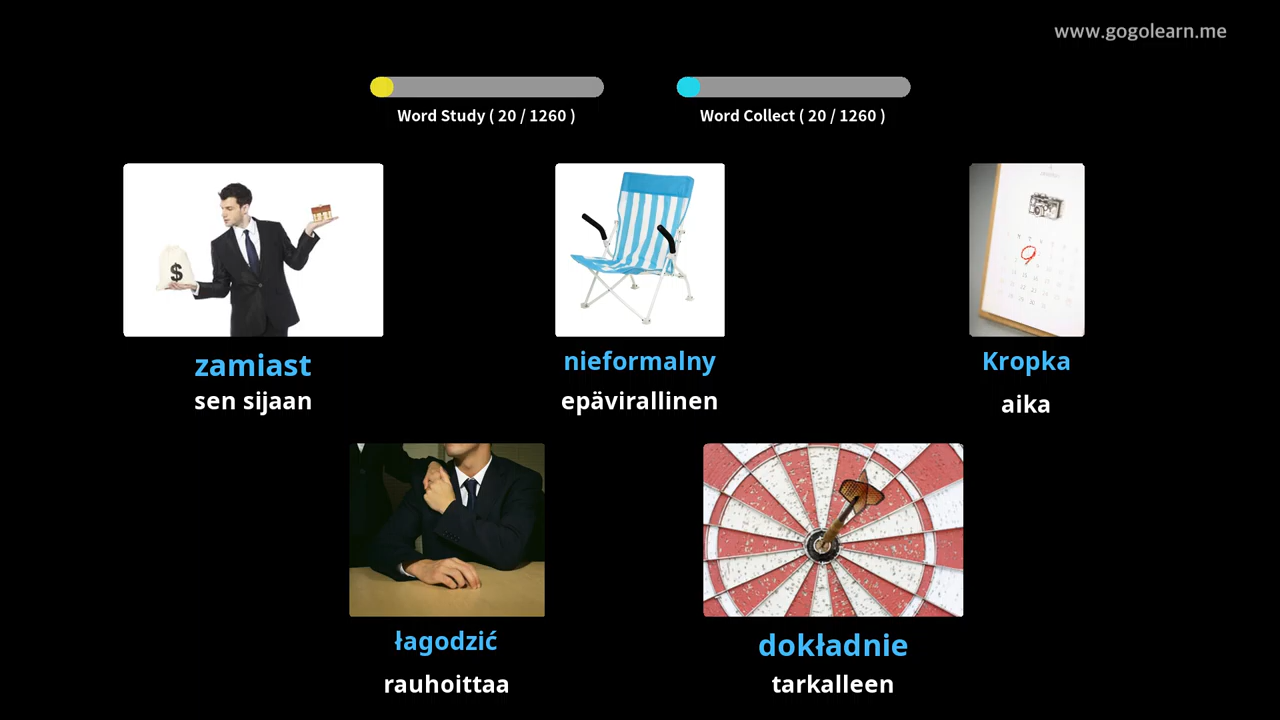 www.gogolearn.me
Word Study ( 20 / 1260 )
Word Collect ( 20 / 1260 )
zamiast
sen sijaan
nieformalny
epävirallinen
Kropka
aika
łagodzić
rauhoittaa
dokładnie
tarkalleen